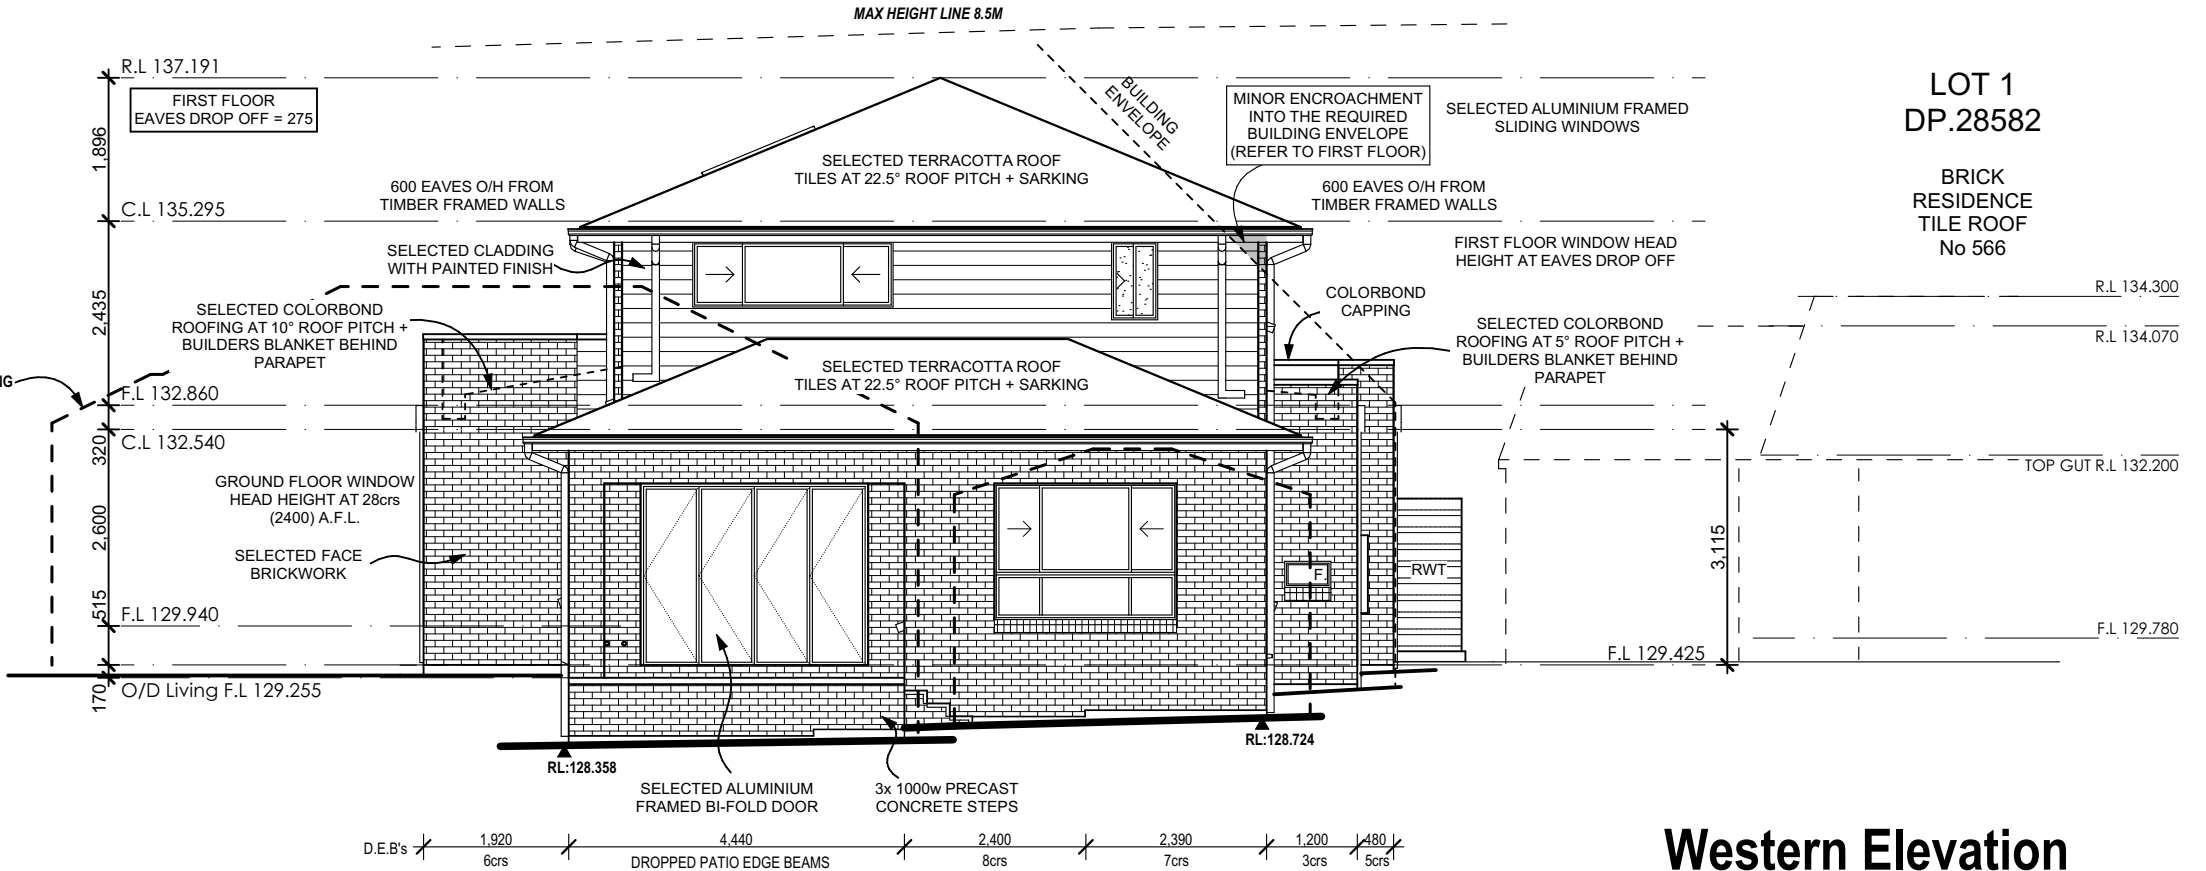 MAX HEIGHT LINE 8.5M
R.L 137.191
FIRST FLOOR
EAVES DROP OFF = 275
1,896
BUILDING
ENVELOPE
MINOR ENCROACHMENT
INTO THE REQUIRED
BUILDING ENVELOPE
(REFER TO FIRST FLOOR)
SELECTED ALUMINIUM FRAMED
SLIDING WINDOWS
LOT 1
DP.28582
BRICK
RESIDENCE
TILE ROOF
No 566
SELECTED TERRACOTTA ROOF
TILES AT 22.5° ROOF PITCH + SARKING
600 EAVES O/H FROM
TIMBER FRAMED WALLS
600 EAVES O/H FROM
TIMBER FRAMED WALLS
C.L 135.295
SELECTED CLADDING
WITH PAINTED FINISH
FIRST FLOOR WINDOW HEAD
HEIGHT AT EAVES DROP OFF
2,435
SELECTED COLORBOND
ROOFING AT 10° ROOF PITCH +
BUILDERS BLANKET BEHIND
PARAPET
COLORBOND
CAPPING
SELECTED COLORBOND
ROOFING AT 5° ROOF PITCH +
BUILDERS BLANKET BEHIND
PARAPET
R.L 134.300
R.L 134.070
SELECTED TERRACOTTA ROOF
TILES AT 22.5° ROOF PITCH + SARKING
NG
F.L 132.860
320
C.L 132.540
TOP GUT R.L 132.200
GROUND FLOOR WINDOW
HEAD HEIGHT AT 28crs
(2400) A.F.L.
2,600
3,115
SELECTED FACE
BRICKWORK
F.
RWT
515
F.L 129.940
F.L 129.780
F.L 129.425
170
O/D Living F.L 129.255
RL:128.724
RL:128.358
SELECTED ALUMINIUM
FRAMED BI-FOLD DOOR
3x 1000w PRECAST
CONCRETE STEPS
D.E.B's
1,920
4,440
2,400
2,390
1,200
480
6crs
DROPPED PATIO EDGE BEAMS
8crs
7crs
3crs
5crs
Western Elevation